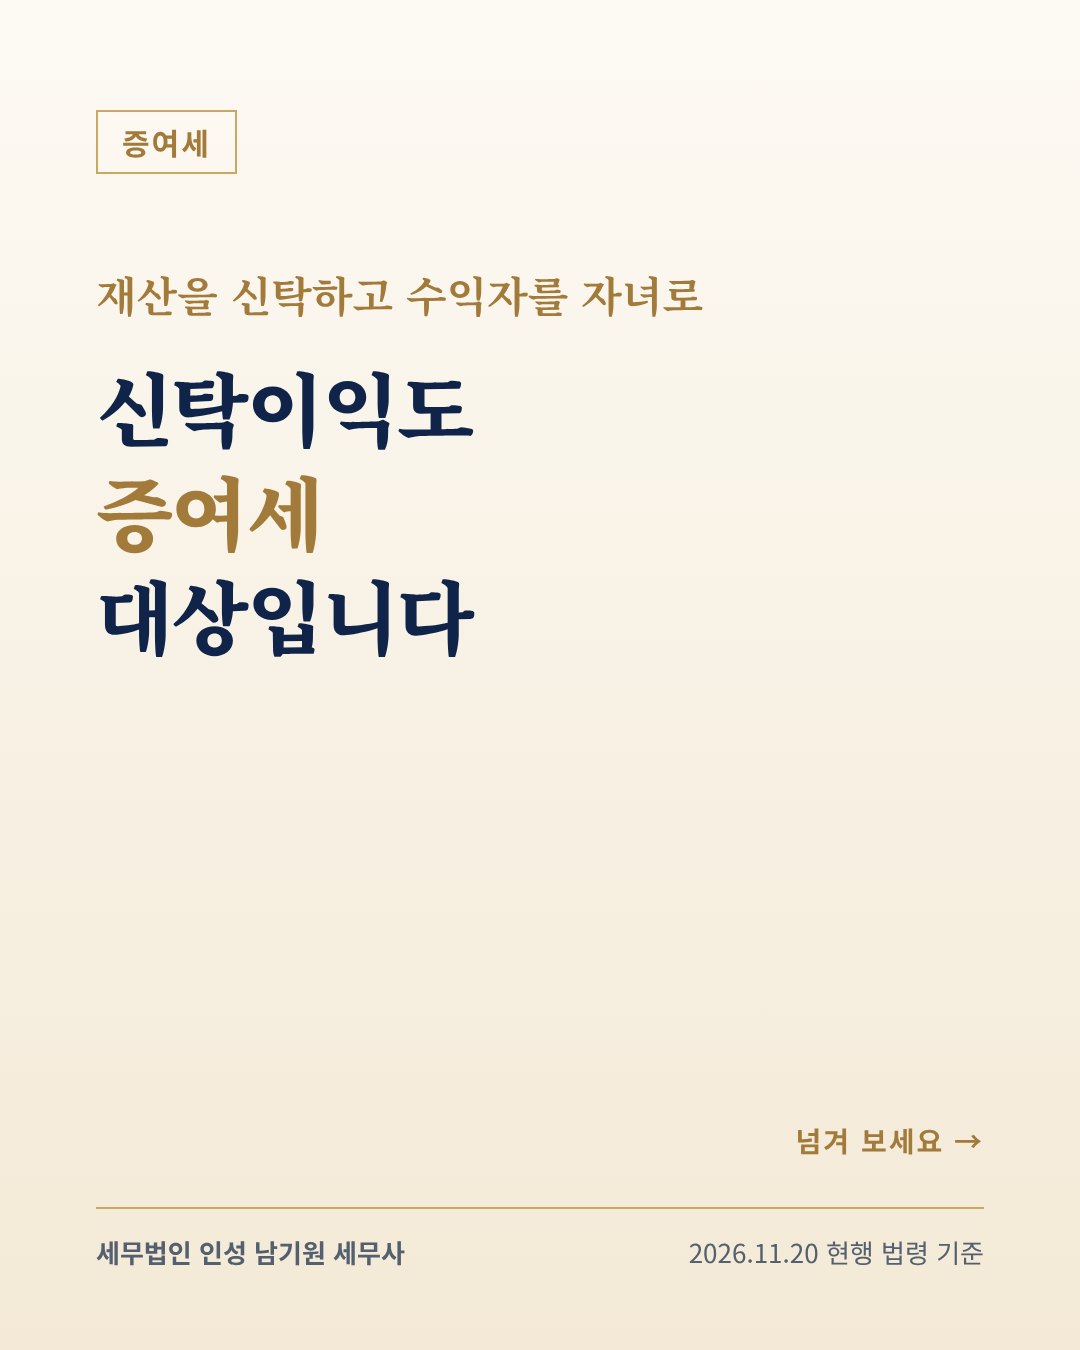 증여세
재산을 신탁하고 수익자를 자녀로
신탁이익도
증여세
대상입니다
넘겨 보세요 →
세무법인 인성 남기원 세무사
2026.11.20 현행 법령 기준